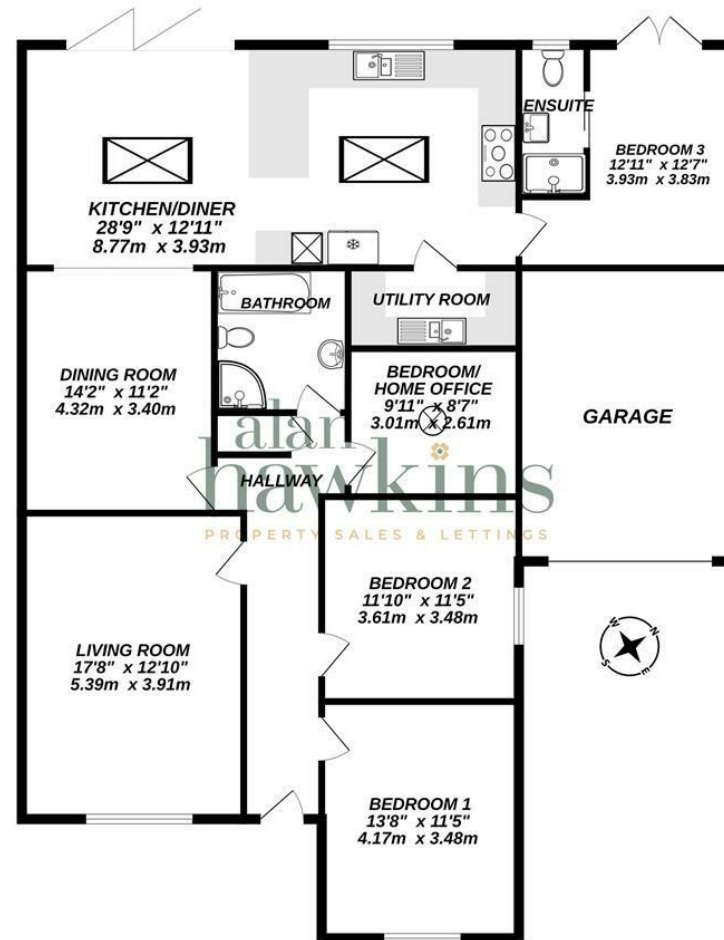 ENSUITE
BEDROOM 3
12'11" x 12'7"
3.93m x 3.83m
KITCHEN/DINER
28'9" x 12'11"
8.77m x 3.93m
BATHROOM
UTILITY ROOM
DINING ROOM
14'2" x 11'2"
4.32m x 3.40m
BEDROOM/
HOME OFFICE
9'11" x 8'7"
3.01m x 2.61m
GARAGE
alan
hawkins
PROPERTY SALES & LETTINGS
HALLWAY
BEDROOM 2
11'10" x 11'5"
3.61m x 3.48m
LIVING ROOM
17'8" x 12'10"
5.39m x 3.91m
N
W
E
S
BEDROOM 1
13'8" x 11'5"
4.17m x 3.48m